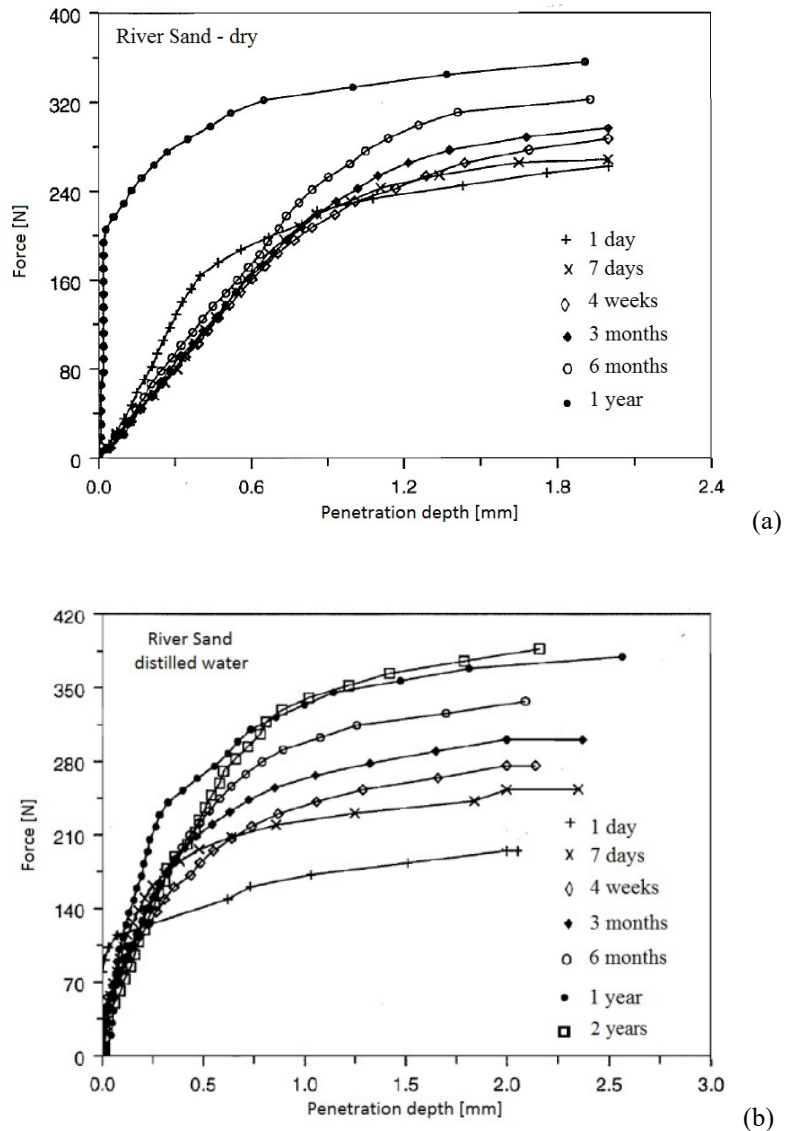 400
River Sand - dry
320
240
160
80
0
Force [N]
+ 1 day
× 7 days
◇ 4 weeks
◆ 3 months
○ 6 months
● 1 year
0.0 0.6 1.2 1.8 2.4
Penetration depth [mm]
(a)
420
River Sand
distilled water
350
280
210
140
70
0
Force [N]
+ 1 day
× 7 days
◇ 4 weeks
◆ 3 months
○ 6 months
● 1 year
□ 2 years
0.0 0.5 1.0 1.5 2.0 2.5 3.0
Penetration depth [mm]
(b)